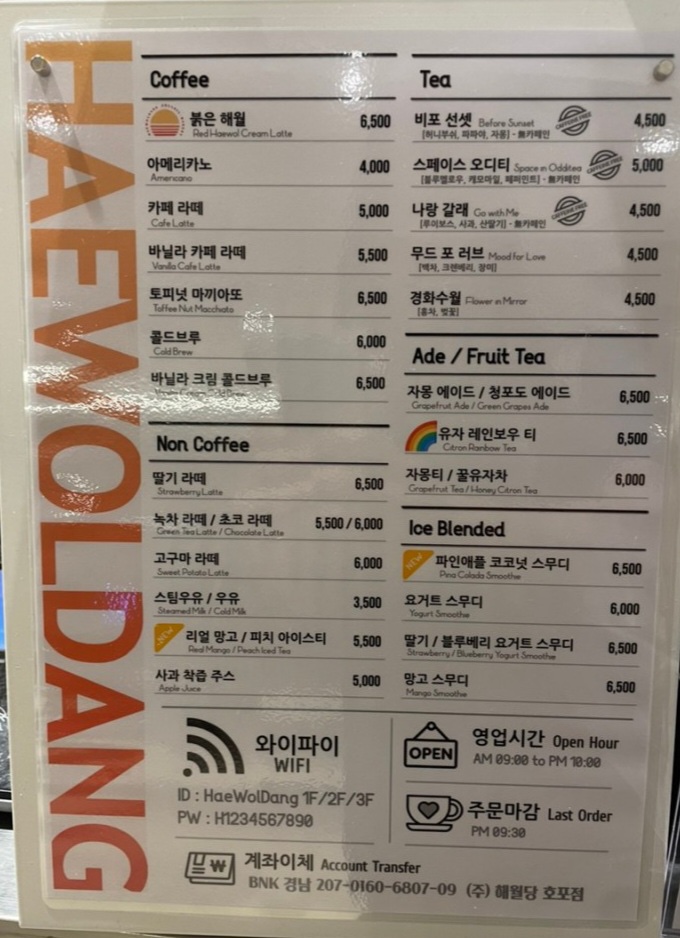 HAEWOLDANG
Coffee
붉은 해월 6,500
Red Haewol Cream Latte
아메리카노 4,000
Americano
카페 라떼 5,000
Cafe Latte
바닐라 카페 라떼 5,500
Vanilla Cafe Latte
토피넛 마끼아또 6,500
Toffee Nut Macchiato
콜드브루 6,000
Cold Brew
바닐라 크림 콜드브루 6,500
Non Coffee
딸기 라떼 6,500
Strawberry Latte
녹차 라떼 / 초코 라떼 5,500 / 6,000
Green Tea Latte / Chocolate Latte
고구마 라떼 6,000
Sweet Potato Latte
스팀우유 / 우유 3,500
Steamed Milk / Cold Milk
NEW 리얼 망고 / 피치 아이스티 5,500
Real Mango / Peach Iced Tea
사과 착즙 주스 5,000
Apple Juce
Tea
비포 선셋 Before Sunset CAFFEINE FREE 4,500
[허니부쉬, 파파야, 자몽] - 無카페인
스페이스 오디티 Space in Odditea CAFFEINE FREE 5,000
[블루멜로우, 캐모마일, 페퍼민트] - 無카페인
나랑 갈래 Go with Me CAFFEINE FREE 4,500
[루이보스, 사과, 산딸기] - 無카페인
무드 포 러브 Mood for Love 4,500
[백차, 크랜베리, 장미]
경화수월 Flower in Mirror 4,500
[홍차, 벚꽃]
Ade / Fruit Tea
자몽 에이드 / 청포도 에이드 6,500
Grapefruit Ade / Green Grapes Ade
유자 레인보우 티 6,500
Citron Rainbow Tea
자몽티 / 꿀유자차 6,000
Grapefruit Tea / Honey Citron Tea
Ice Blended
NEW 파인애플 코코넛 스무디 6,500
Pina Colada Smoothie
요거트 스무디 6,000
Yogurt Smoothie
딸기 / 블루베리 요거트 스무디 6,500
Strawberry / Blueberry Yogurt Smoothie
망고 스무디 6,500
Mango Smoothie
와이파이
WIFI
ID : HaeWolDang 1F/2F/3F
PW : H1234567890
OPEN
영업시간 Open Hour
AM 09:00 to PM 10:00
주문마감 Last Order
PM 09:30
₩ 계좌이체 Account Transfer
BNK 경남 207-0160-6807-09 (주) 해월당 호포점